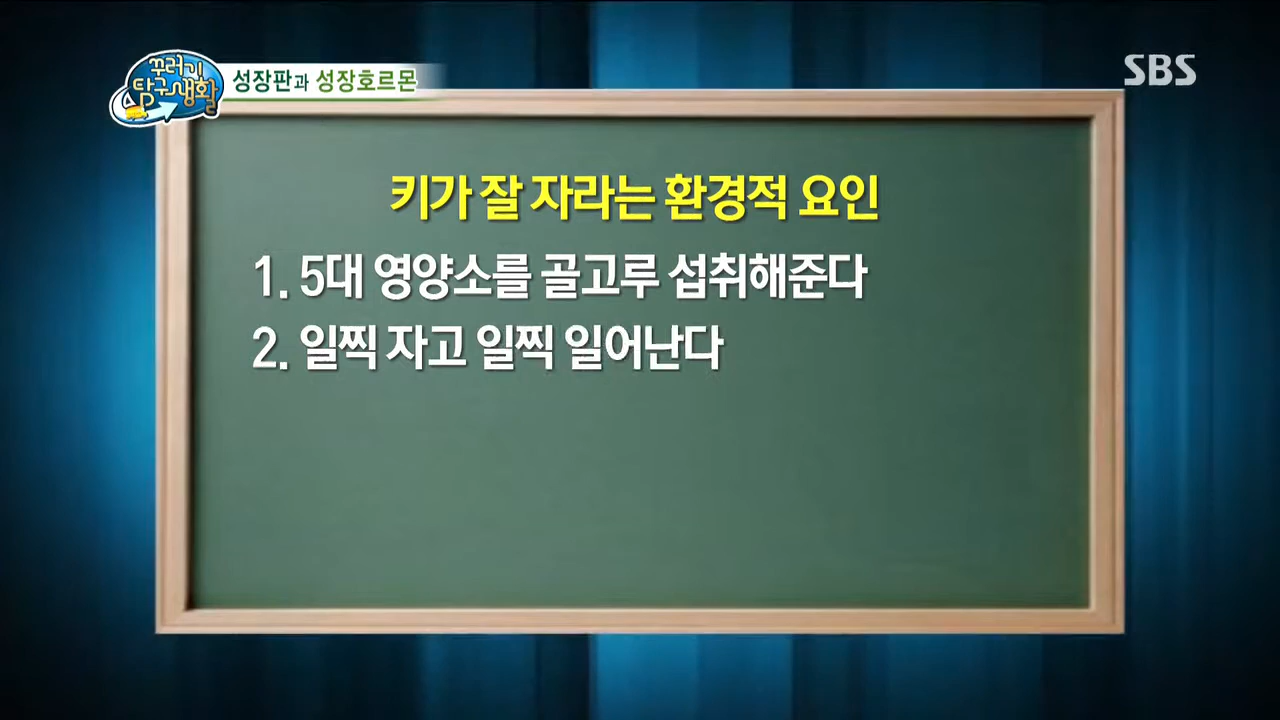 꾸러기
탐구생활
성장판과 성장호르몬
SBS
키가 잘 자라는 환경적 요인
1. 5대 영양소를 골고루 섭취해준다
2. 일찍 자고 일찍 일어난다